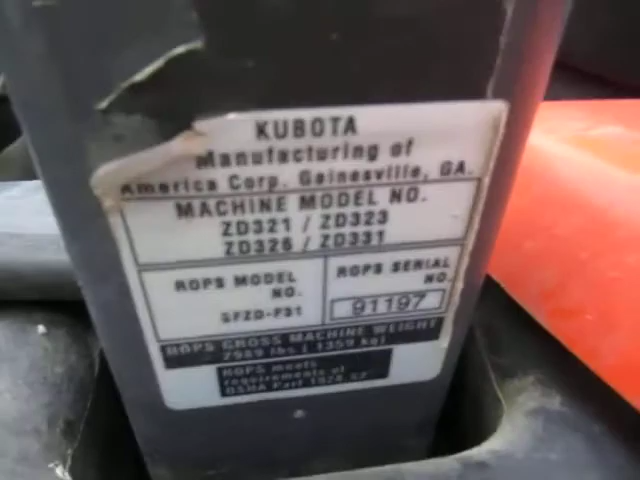 KUBOTA
Manufacturing of
America Corp. Gainesville, GA.
MACHINE MODEL NO.
ZD321 / ZD323
ZD326 / ZD331
ROPS MODEL NO.
SFZD-F31
ROPS SERIAL NO.
91197
ROPS GROSS MACHINE WEIGHT
2989 lbs ( 1359 kg)
ROPS meets
requirements of
OSHA Part 1928